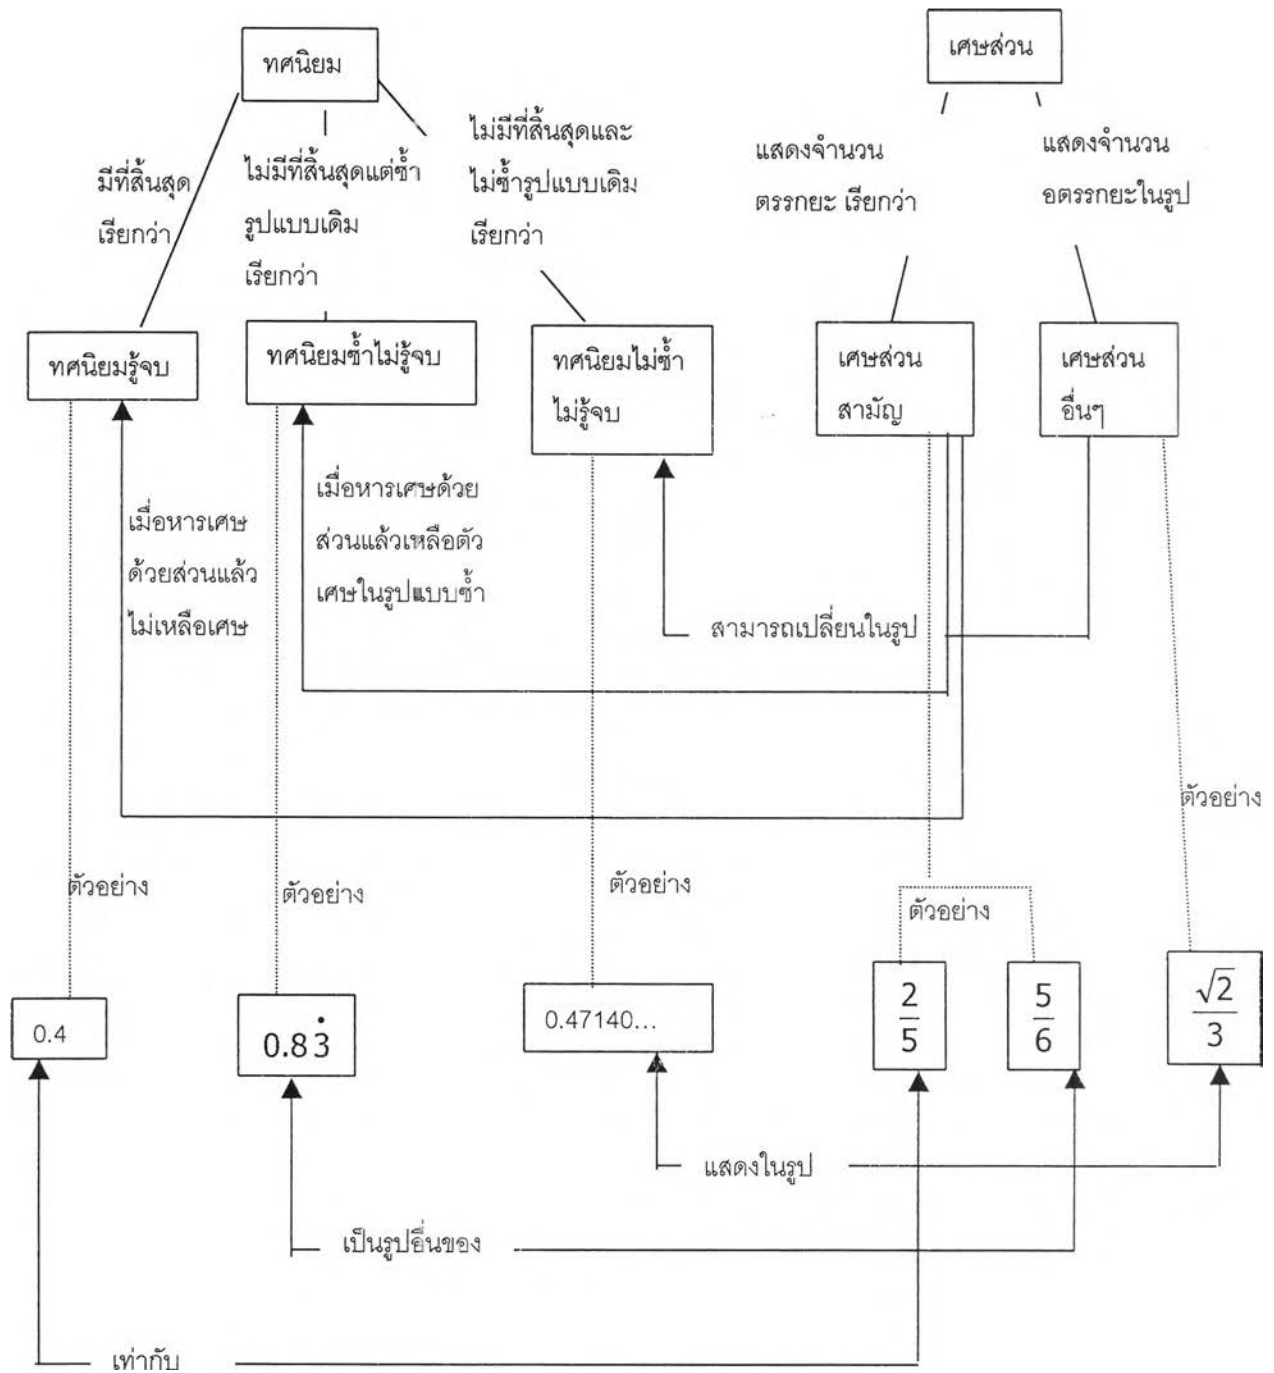 ทศนิยม
เศษส่วน
มีที่สิ้นสุด
เรียกว่า
ไม่มีที่สิ้นสุดแต่ซ้ำ
รูปแบบเดิม
เรียกว่า
ไม่มีที่สิ้นสุดและ
ไม่ซ้ำรูปแบบเดิม
เรียกว่า
แสดงจำนวน
ตรรกยะ เรียกว่า
แสดงจำนวน
อตรรกยะในรูป
ทศนิยมรู้จบ
ทศนิยมซ้ำไม่รู้จบ
ทศนิยมไม่ซ้ำ
ไม่รู้จบ
เศษส่วน
สามัญ
เศษส่วน
อื่นๆ
เมื่อหารเศษ
ด้วยส่วนแล้ว
ไม่เหลือเศษ
เมื่อหารเศษด้วย
ส่วนแล้วเหลือตัว
เศษในรูปแบบซ้ำ
สามารถเปลี่ยนในรูป
ตัวอย่าง
ตัวอย่าง
ตัวอย่าง
ตัวอย่าง
ตัวอย่าง
0.4
0.83̇
0.47140...
2/5
5/6
√2/3
แสดงในรูป
เป็นรูปอื่นของ
เท่ากับ